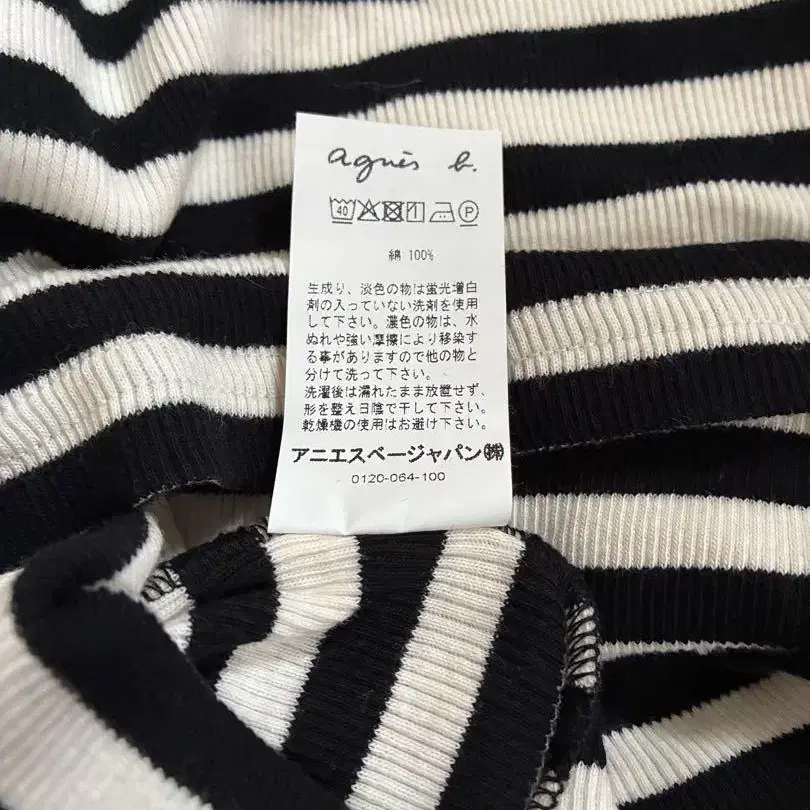 agnès b.
40 P
綿 100%
生成り、淡色の物は蛍光増白
剤の入っていない洗剤を使用
して下さい。濃色の物は、水
ぬれや強い摩擦により移染す
る事がありますので他の物と
分けて洗って下さい。
洗濯後は濡れたまま放置せず、
形を整え日陰で干して下さい。
乾燥機の使用はお避け下さい。
アニエスベージャパン㈱
0120-064-100